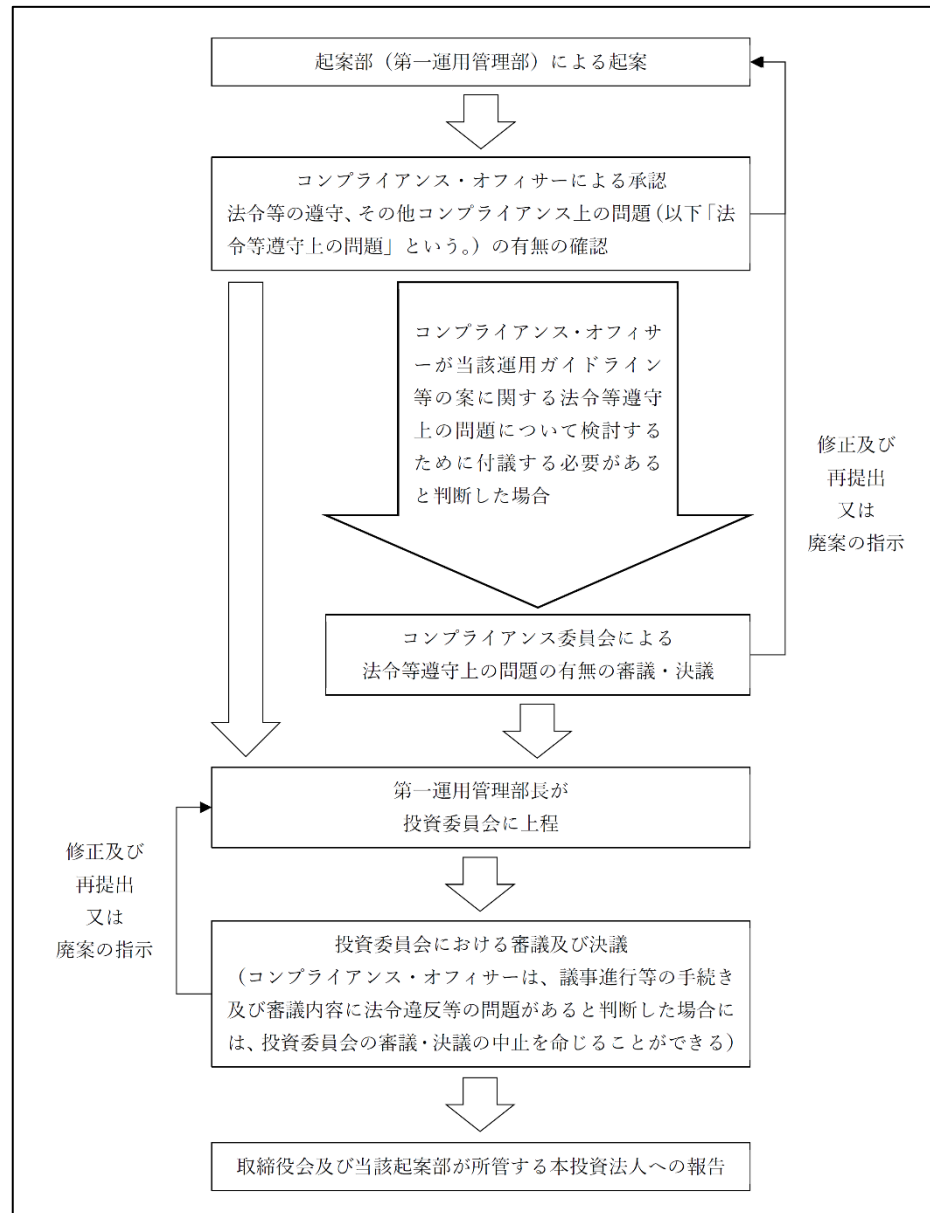 起案部（第一運用管理部）による起案
コンプライアンス・オフィサーによる承認
法令等の遵守、その他コンプライアンス上の問題（以下「法
令等遵守上の問題」という。）の有無の確認
コンプライアンス・オフィサ
ーが当該運用ガイドライン
等の案に関する法令等遵守
上の問題について検討する
ために付議する必要がある
と判断した場合
修正及び
再提出
又は
廃案の指示
コンプライアンス委員会による
法令等遵守上の問題の有無の審議・決議
第一運用管理部長が
投資委員会に上程
修正及び
再提出
又は
廃案の指示
投資委員会における審議及び決議
（コンプライアンス・オフィサーは、議事進行等の手続き
及び審議内容に法令違反等の問題があると判断した場合に
は、投資委員会の審議・決議の中止を命じることができる）
取締役会及び当該起案部が所管する本投資法人への報告